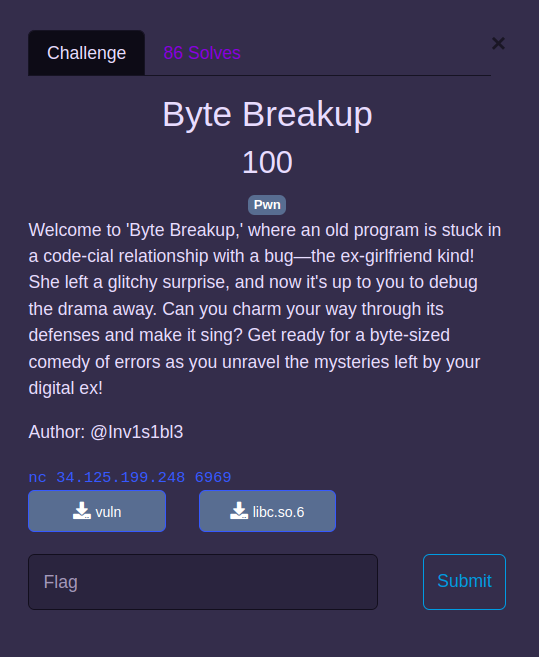 Challenge
86 Solves
×
Byte Breakup
100
Pwn
Welcome to 'Byte Breakup,' where an old program is stuck in
a code-cial relationship with a bug—the ex-girlfriend kind!
She left a glitchy surprise, and now it's up to you to debug
the drama away. Can you charm your way through its
defenses and make it sing? Get ready for a byte-sized
comedy of errors as you unravel the mysteries left by your
digital ex!
Author: @Inv1s1bl3
nc 34.125.199.248 6969
vuln
libc.so.6
Flag
Submit